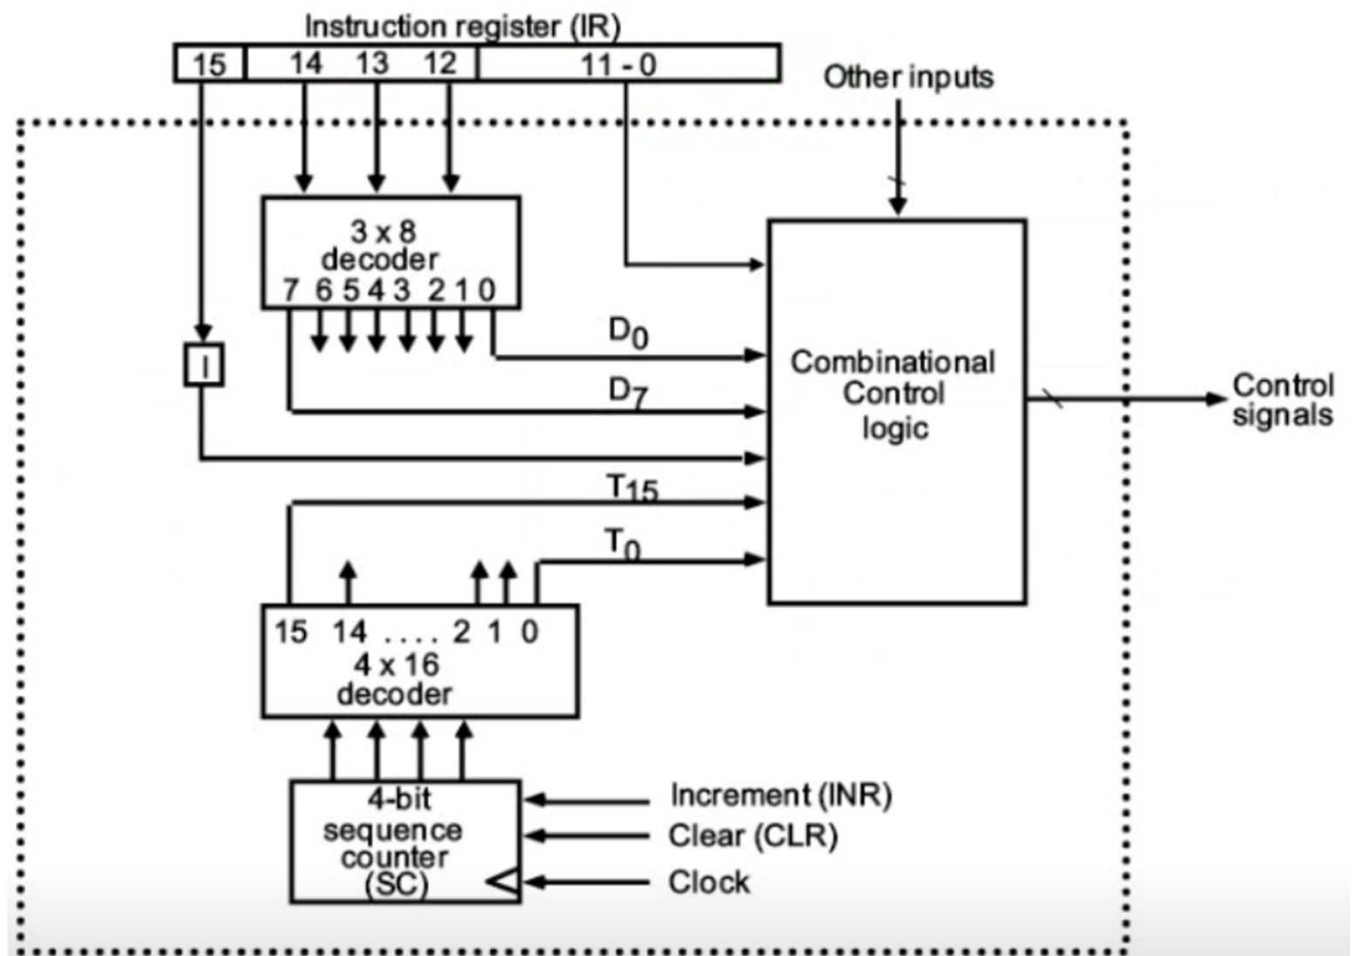 Instruction register (IR)
15 14 13 12 11 - 0
Other inputs
3 x 8
decoder
7 6 5 4 3 2 1 0
D0
I
D7
Combinational
Control
logic
Control
signals
T15
T0
15 14 .... 2 1 0
4 x 16
decoder
4-bit
sequence
counter
(SC)
Increment (INR)
Clear (CLR)
Clock